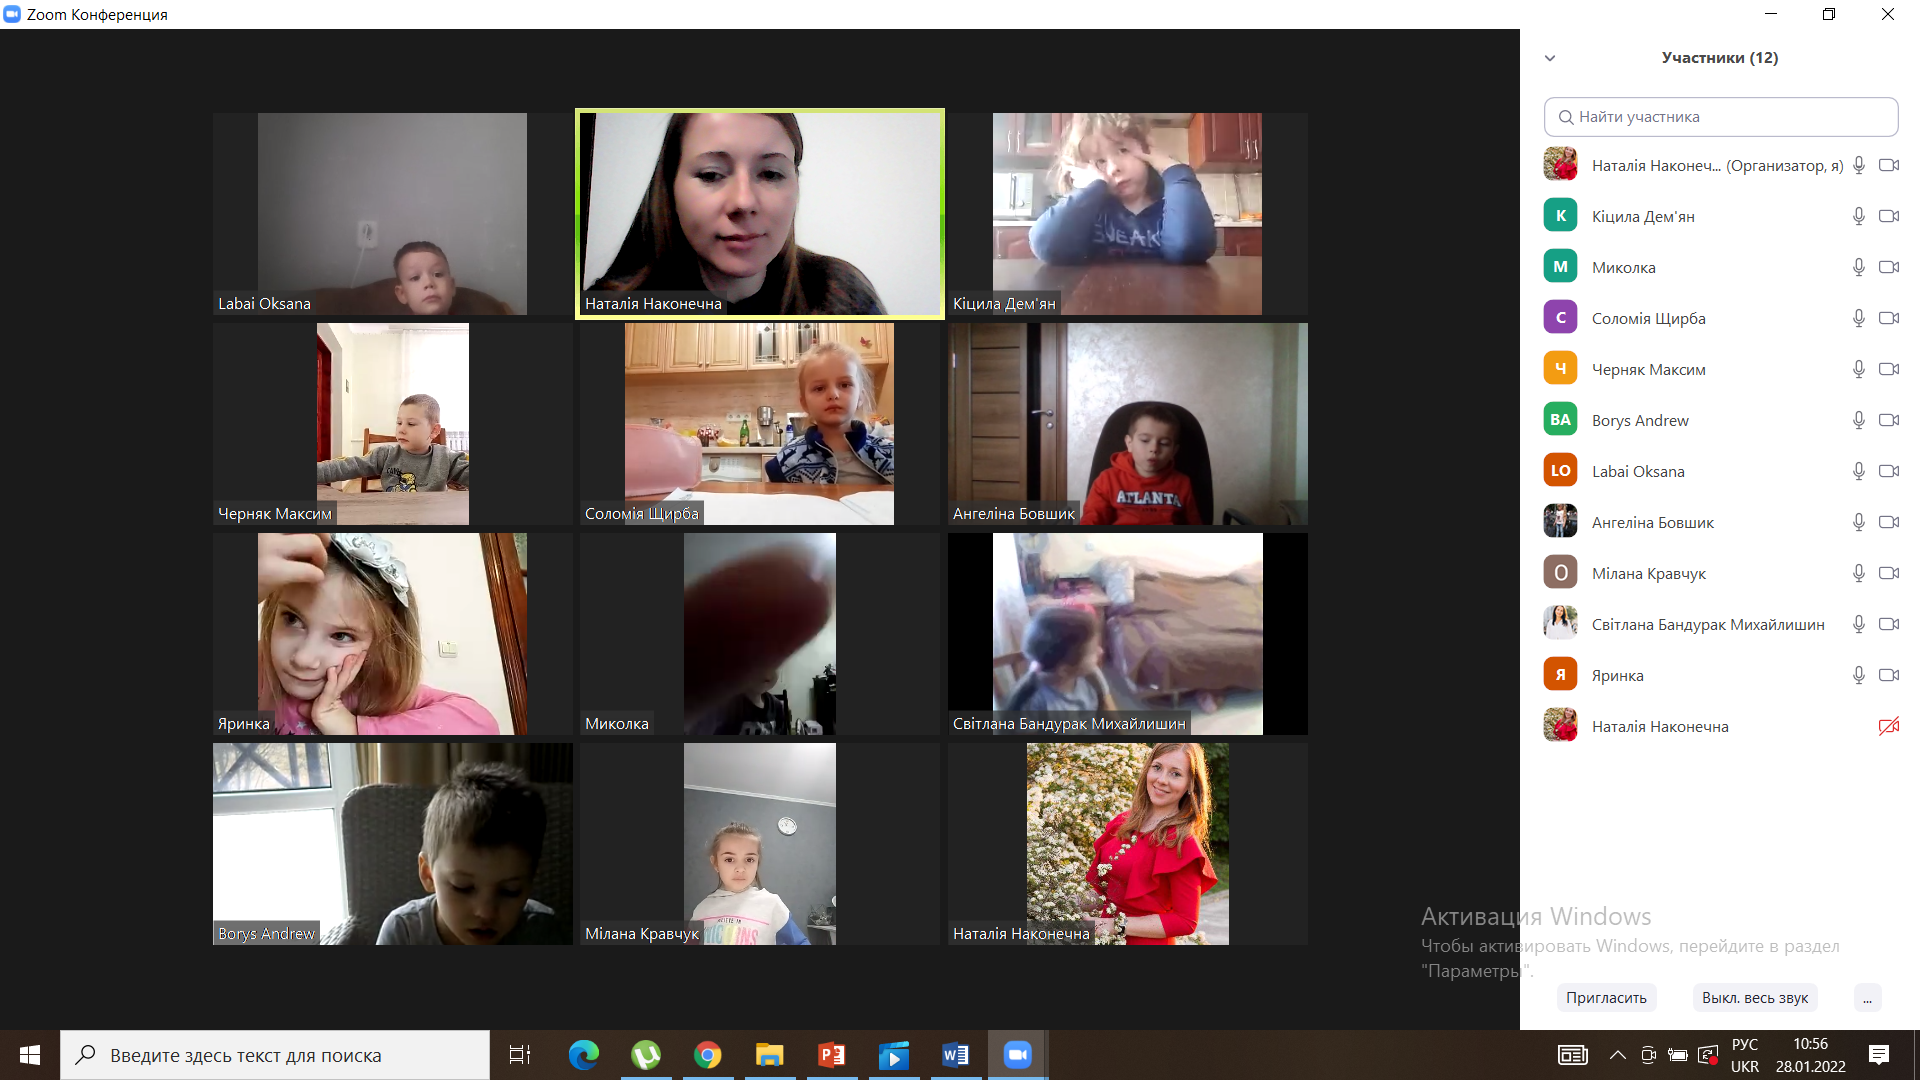 Zoom Конференция
Labai Oksana
Наталія Наконечна
Кіцила Дем'ян
SNEAK
Черняк Максим
Соломія Щирба
Ангеліна Бовшик
ATLANTA
Яринка
Миколка
Світлана Бандурак Михайлишин
Borys Andrew
Мілана Кравчук
Наталія Наконечна
Участники (12)
Найти участника
Наталія Наконеч... (Организатор, я)
К Кіцила Дем'ян
М Миколка
С Соломія Щирба
Ч Черняк Максим
BA Borys Andrew
LO Labai Oksana
Ангеліна Бовшик
О Мілана Кравчук
Світлана Бандурак Михайлишин
Я Яринка
Наталія Наконечна
Активация Windows
Чтобы активировать Windows, перейдите в раздел
"Параметры".
Пригласить Выкл. весь звук ...
Введите здесь текст для поиска
РУС
UKR
10:56
28.01.2022